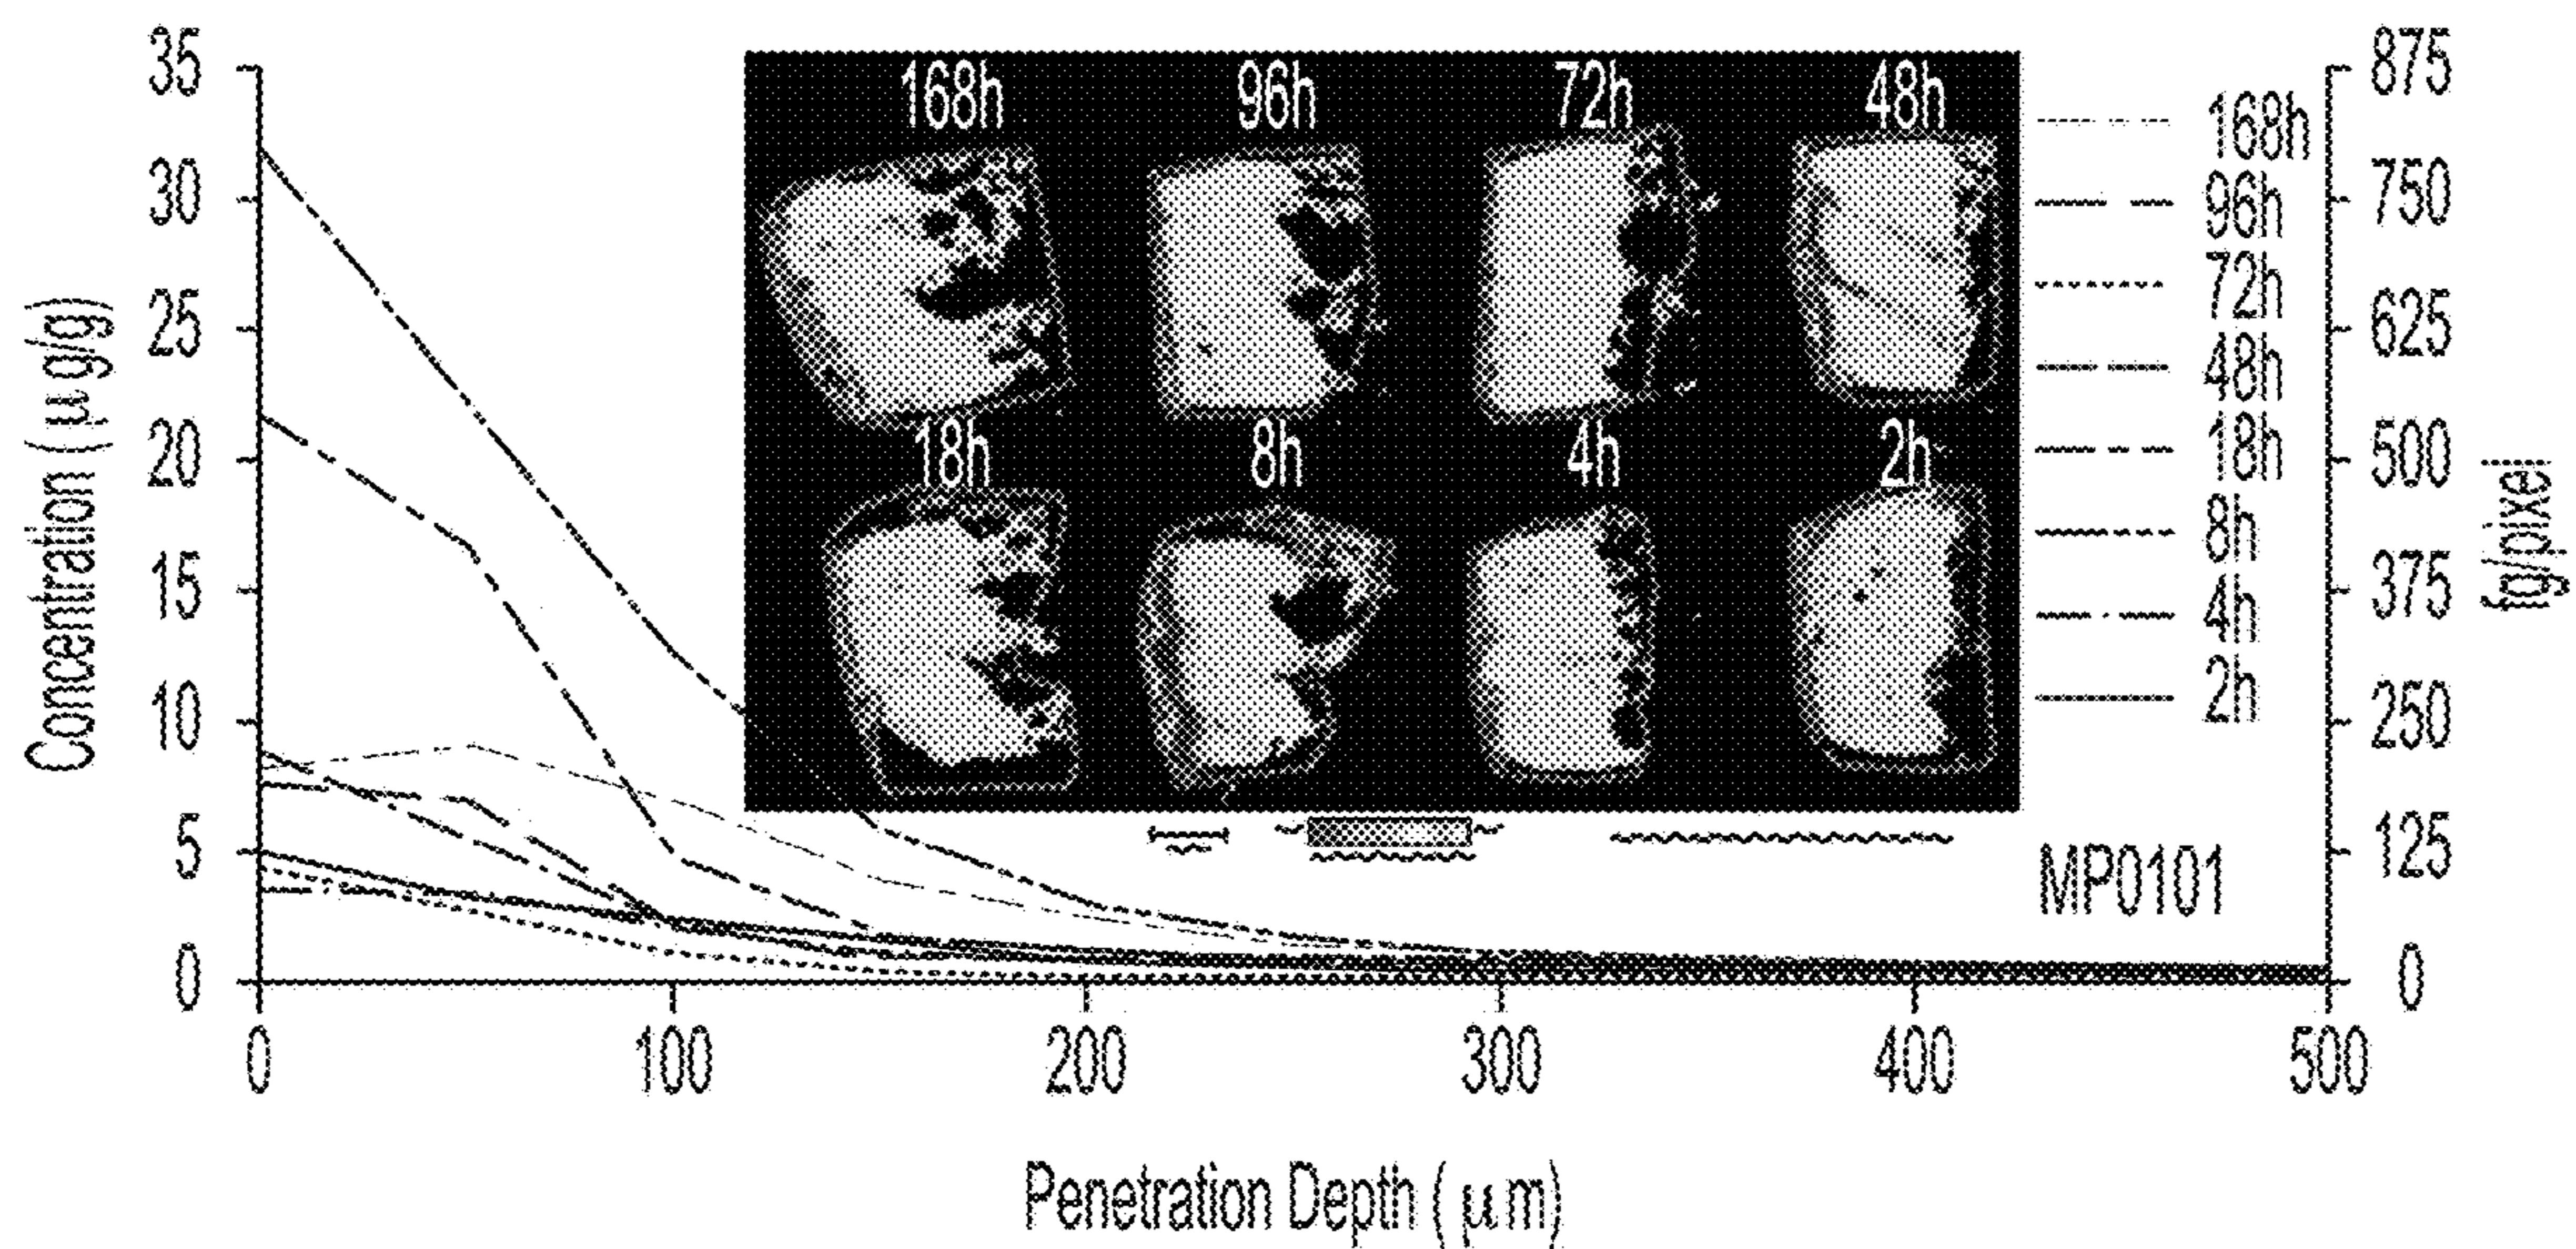 35
30
25
20
15
10
5
0
Concentration (μg/g)
168h 96h 72h 48h
18h 8h 4h 2h
168h
96h
72h
48h
18h
8h
4h
2h
MP0101
875
750
625
500
375
250
125
0
fg/pixel
0 100 200 300 400 500
Penetration Depth (μm)